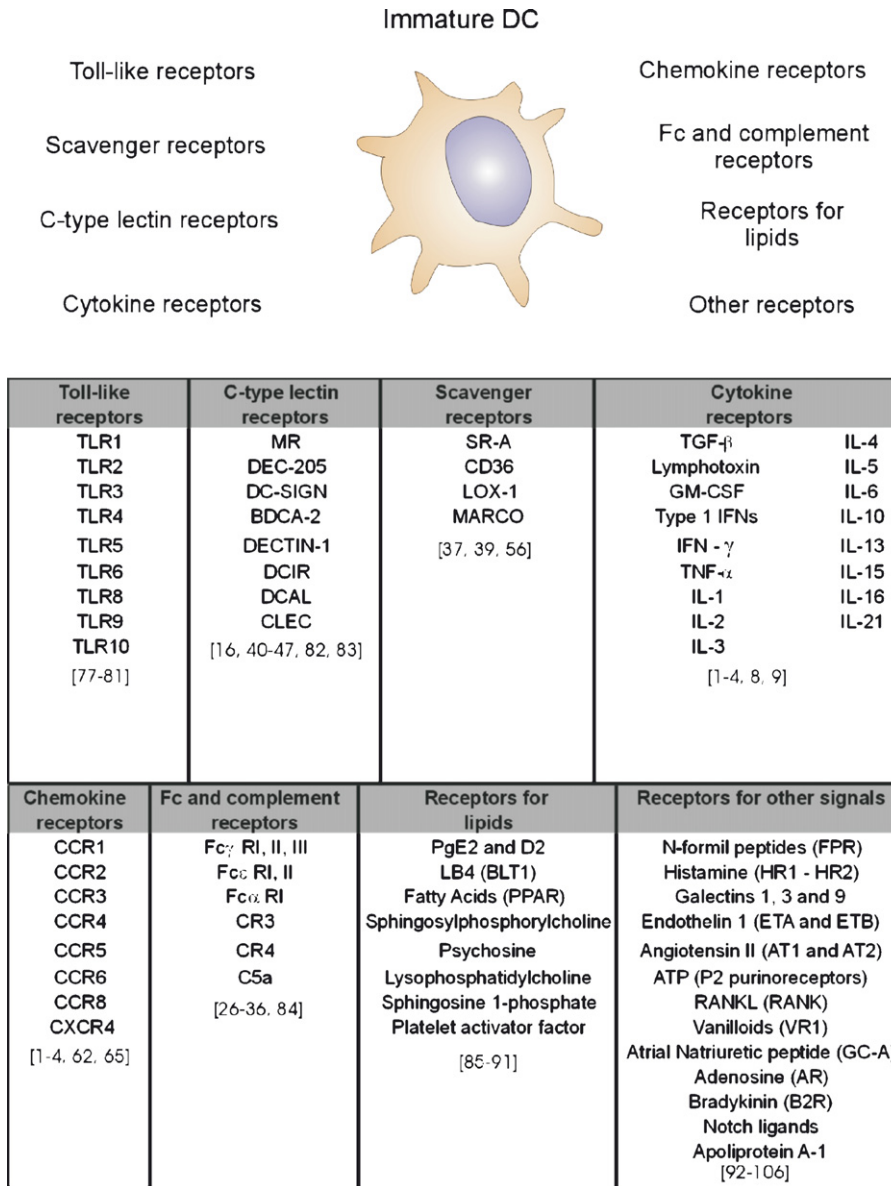 Immature DC
Toll-like receptors
Scavenger receptors
C-type lectin receptors
Cytokine receptors
Chemokine receptors
Fc and complement
receptors
Receptors for
lipids
Other receptors
Toll-like
receptors
TLR1
TLR2
TLR3
TLR4
TLR5
TLR6
TLR8
TLR9
TLR10
[77-81]
C-type lectin
receptors
MR
DEC-205
DC-SIGN
BDCA-2
DECTIN-1
DCIR
DCAL
CLEC
[16, 40-47, 82, 83]
Scavenger
receptors
SR-A
CD36
LOX-1
MARCO
[37, 39, 56]
Cytokine
receptors
TGF-β IL-4
Lymphotoxin IL-5
GM-CSF IL-6
Type 1 IFNs IL-10
IFN - γ IL-13
TNF-α IL-15
IL-1 IL-16
IL-2 IL-21
IL-3
[1-4, 8, 9]
Chemokine
receptors
CCR1
CCR2
CCR3
CCR4
CCR5
CCR6
CCR8
CXCR4
[1-4, 62, 65]
Fc and complement
receptors
Fcγ RI, II, III
Fcε RI, II
Fcα RI
CR3
CR4
C5a
[26-36, 84]
Receptors for
lipids
PgE2 and D2
LB4 (BLT1)
Fatty Acids (PPAR)
Sphingosylphosphorylcholine
Psychosine
Lysophosphatidylcholine
Sphingosine 1-phosphate
Platelet activator factor
[85-91]
Receptors for other signals
N-formil peptides (FPR)
Histamine (HR1 - HR2)
Galectins 1, 3 and 9
Endothelin 1 (ETA and ETB)
Angiotensin II (AT1 and AT2)
ATP (P2 purinoreceptors)
RANKL (RANK)
Vanilloids (VR1)
Atrial Natriuretic peptide (GC-A)
Adenosine (AR)
Bradykinin (B2R)
Notch ligands
Apoliprotein A-1
[92-106]